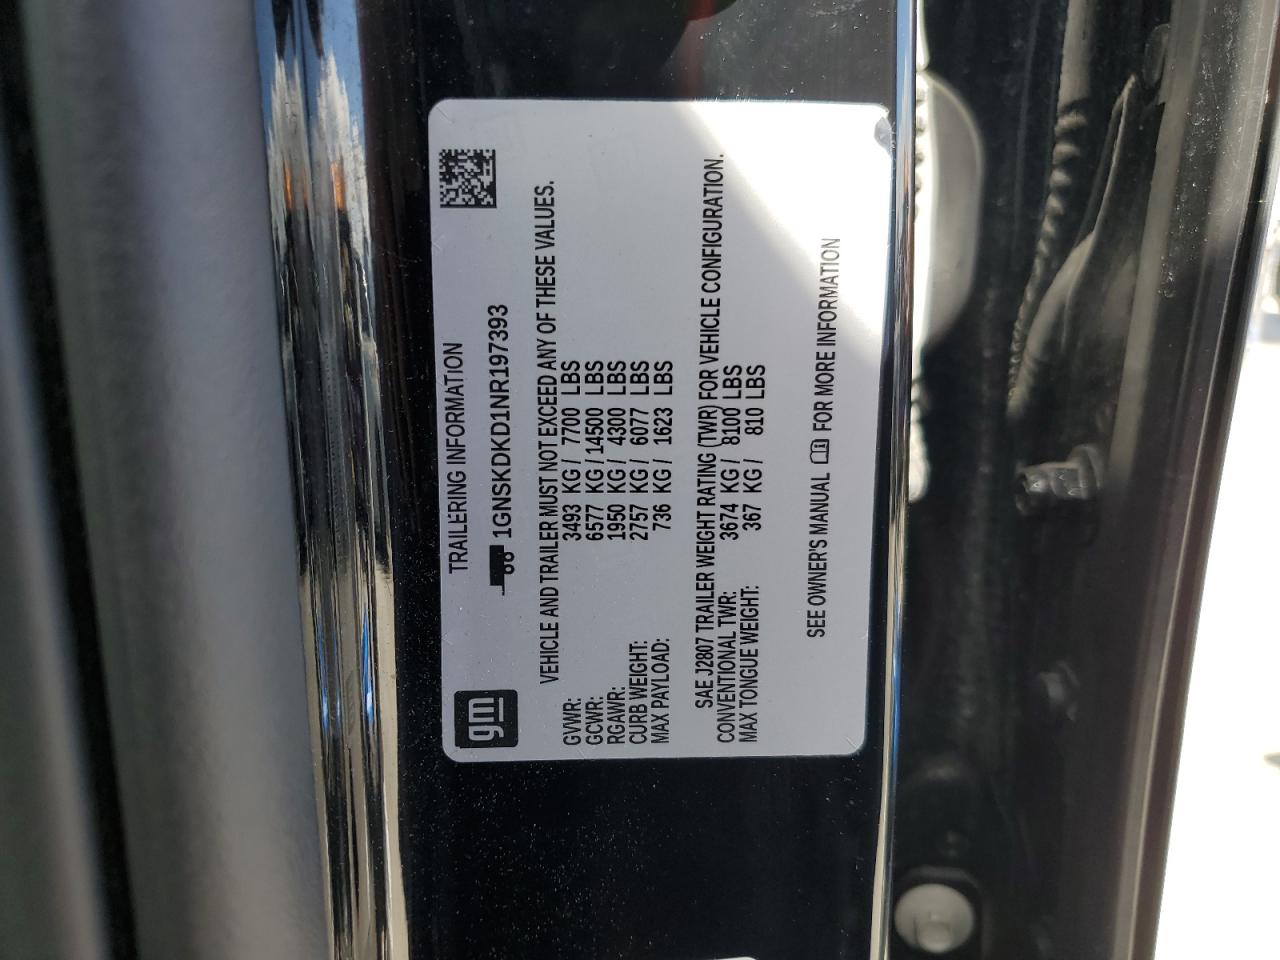 gm
TRAILERING INFORMATION
1GNSKDKD1NR197393
VEHICLE AND TRAILER MUST NOT EXCEED ANY OF THESE VALUES.
GVWR: 3493 KG / 7700 LBS
GCWR: 6577 KG / 14500 LBS
RGAWR: 1950 KG / 4300 LBS
CURB WEIGHT: 2757 KG / 6077 LBS
MAX PAYLOAD: 736 KG / 1623 LBS
SAE J2807 TRAILER WEIGHT RATING (TWR) FOR VEHICLE CONFIGURATION.
CONVENTIONAL TWR: 3674 KG / 8100 LBS
MAX TONGUE WEIGHT: 367 KG / 810 LBS
SEE OWNER'S MANUAL FOR MORE INFORMATION